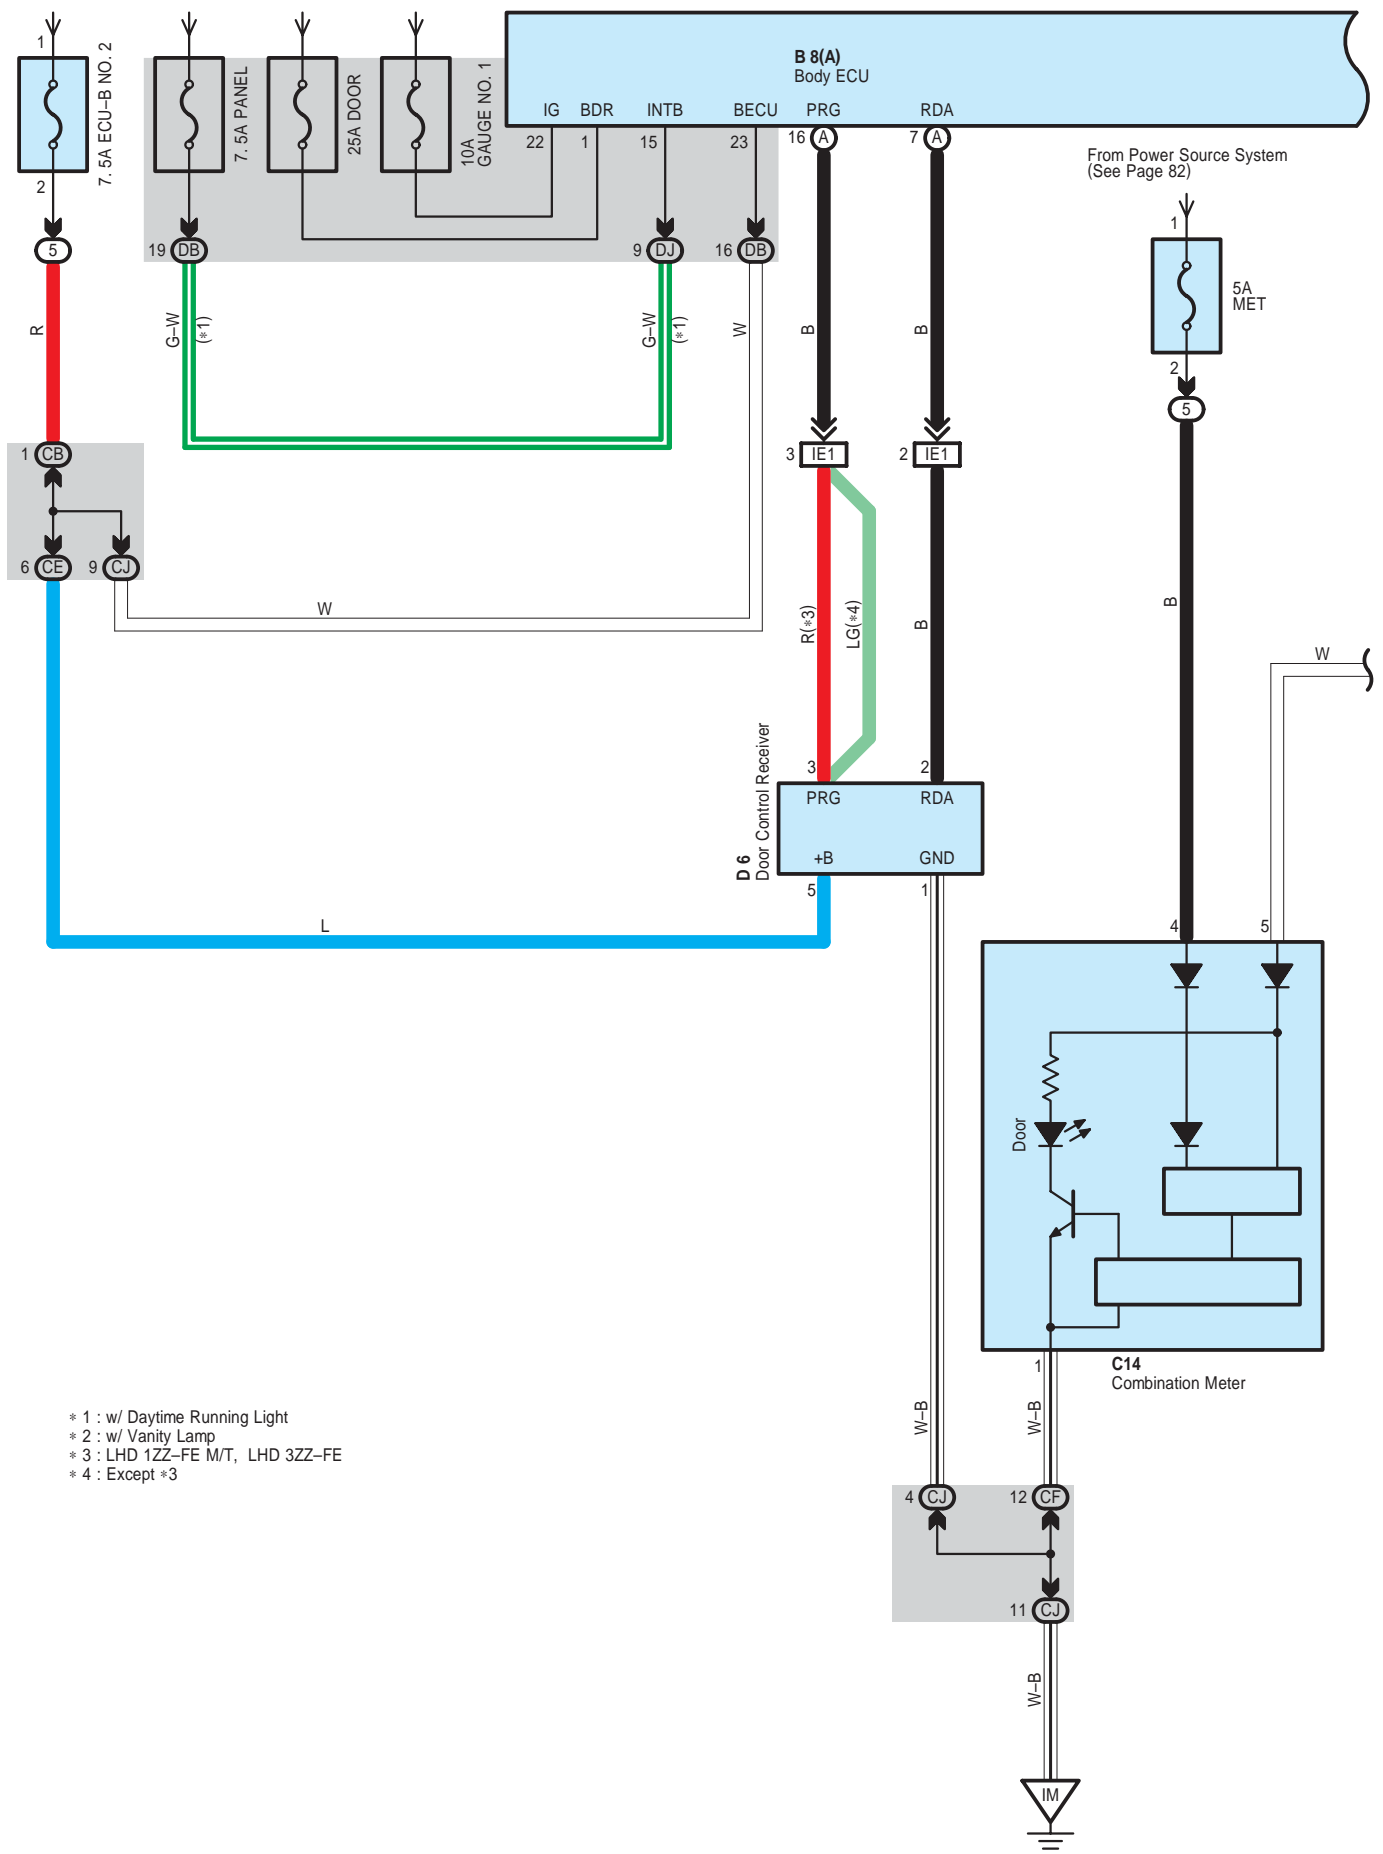 B 8(A)
Body ECU
IG
BDR
INTB
BECU
PRG
RDA
22
1
15
23
16
A
7
A
1
7. 5A ECU–B NO. 2
2
5
7. 5A PANEL
25A DOOR
10A
GAUGE NO. 1
19
DB
9
DJ
16
DB
From Power Source System
(See Page 82)
1
5A
MET
2
5
R
G–W
(∗1)
G–W
(∗1)
W
B
B
1
CB
3
IE1
2
IE1
6
CE
9
CJ
W
R(∗3)
LG(∗4)
B
B
W
3
2
PRG
RDA
D 6
Door Control Receiver
+B
GND
5
1
L
4
5
Door
1
C14
Combination Meter
∗ 1 : w/ Daytime Running Light
∗ 2 : w/ Vanity Lamp
∗ 3 : LHD 1ZZ–FE M/T, LHD 3ZZ–FE
∗ 4 : Except ∗3
W–B
W–B
4
CJ
12
CF
11
CJ
W–B
IM